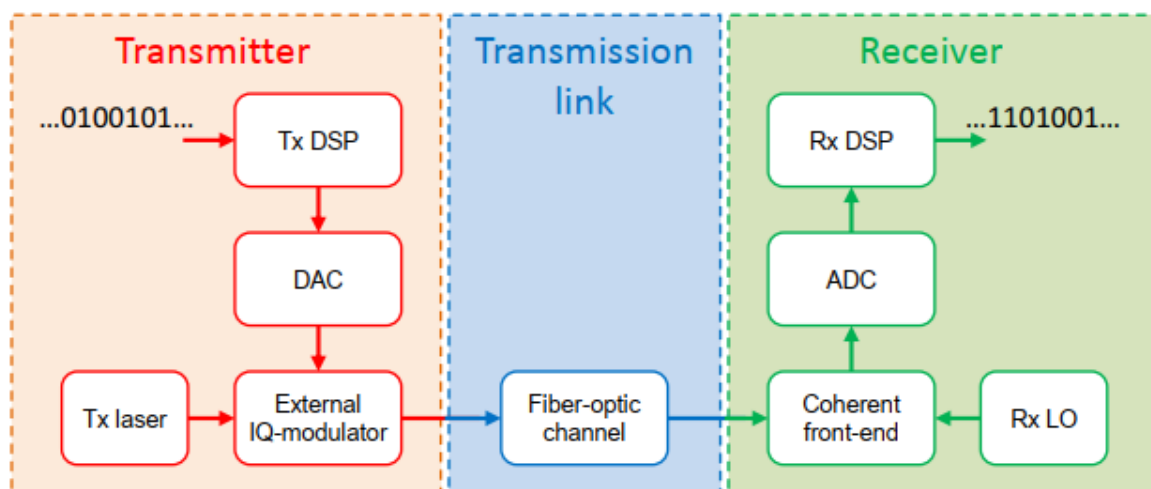 Transmitter
Transmission
link
Receiver
...0100101...
Tx DSP
Rx DSP
...1101001...
DAC
ADC
Tx laser
External
IQ-modulator
Fiber-optic
channel
Coherent
front-end
Rx LO